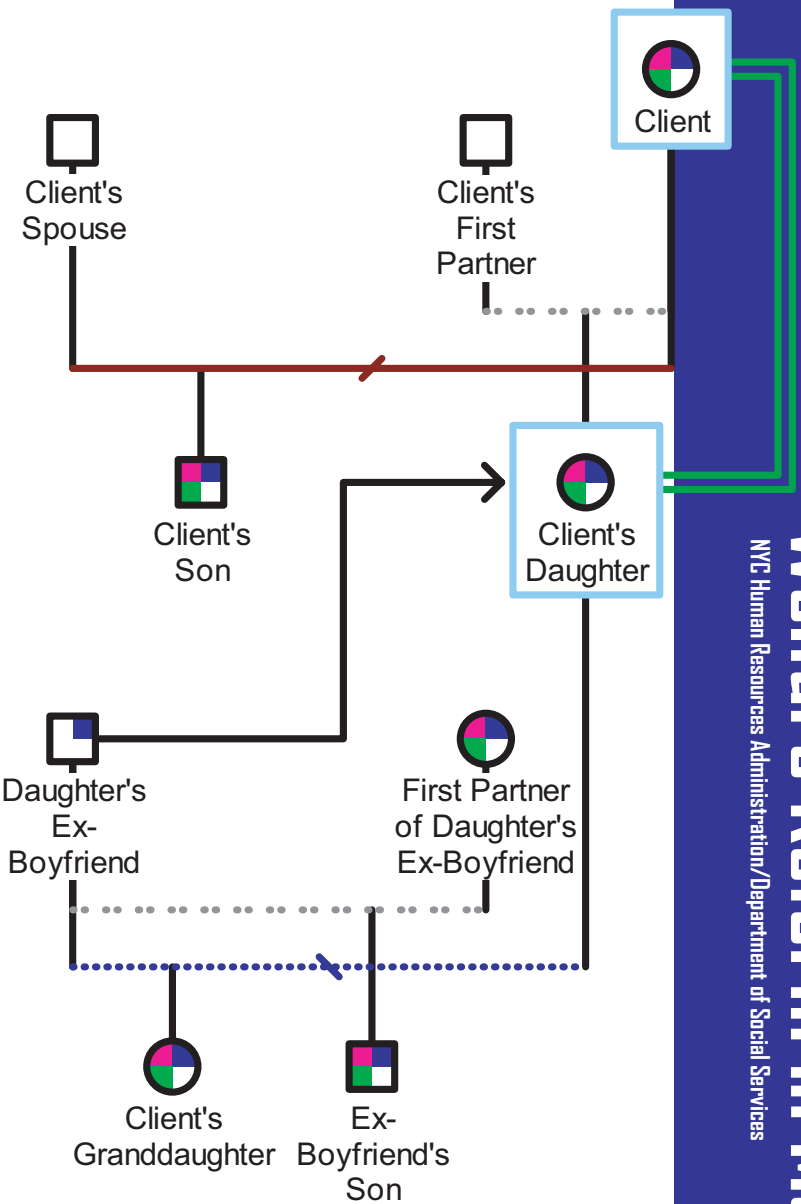 Client
Client's
Spouse
Client's
First
Partner
Client's
Son
Client's
Daughter
Daughter's
Ex-
Boyfriend
First Partner
of Daughter's
Ex-Boyfriend
Client's
Granddaughter
Ex-
Boyfriend's
Son
NYC Human Resources Administration/Department of Social Services